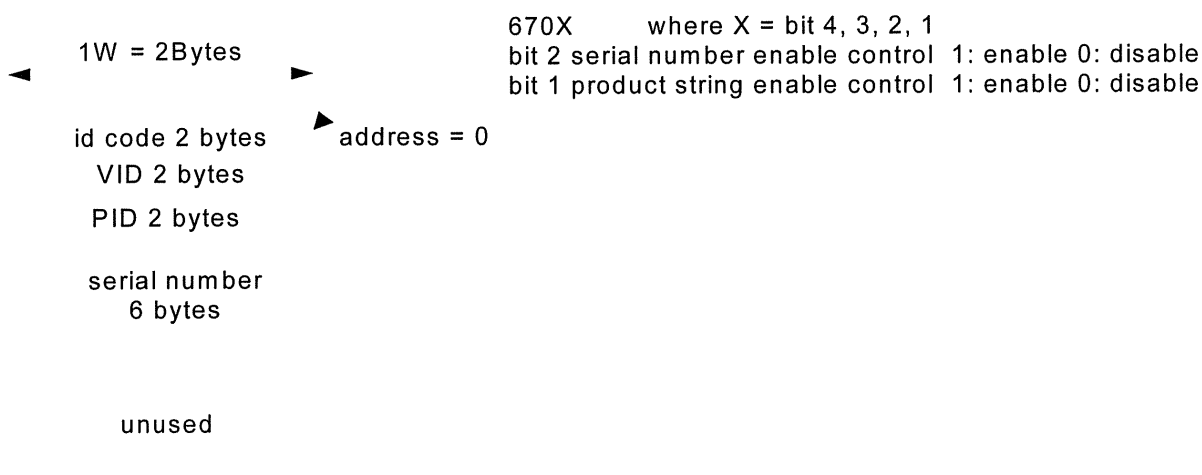 670X where X = bit 4, 3, 2, 1
1W = 2Bytes
bit 2 serial number enable control 1: enable 0: disable
bit 1 product string enable control 1: enable 0: disable
id code 2 bytes
address = 0
VID 2 bytes
PID 2 bytes
serial number
6 bytes
unused